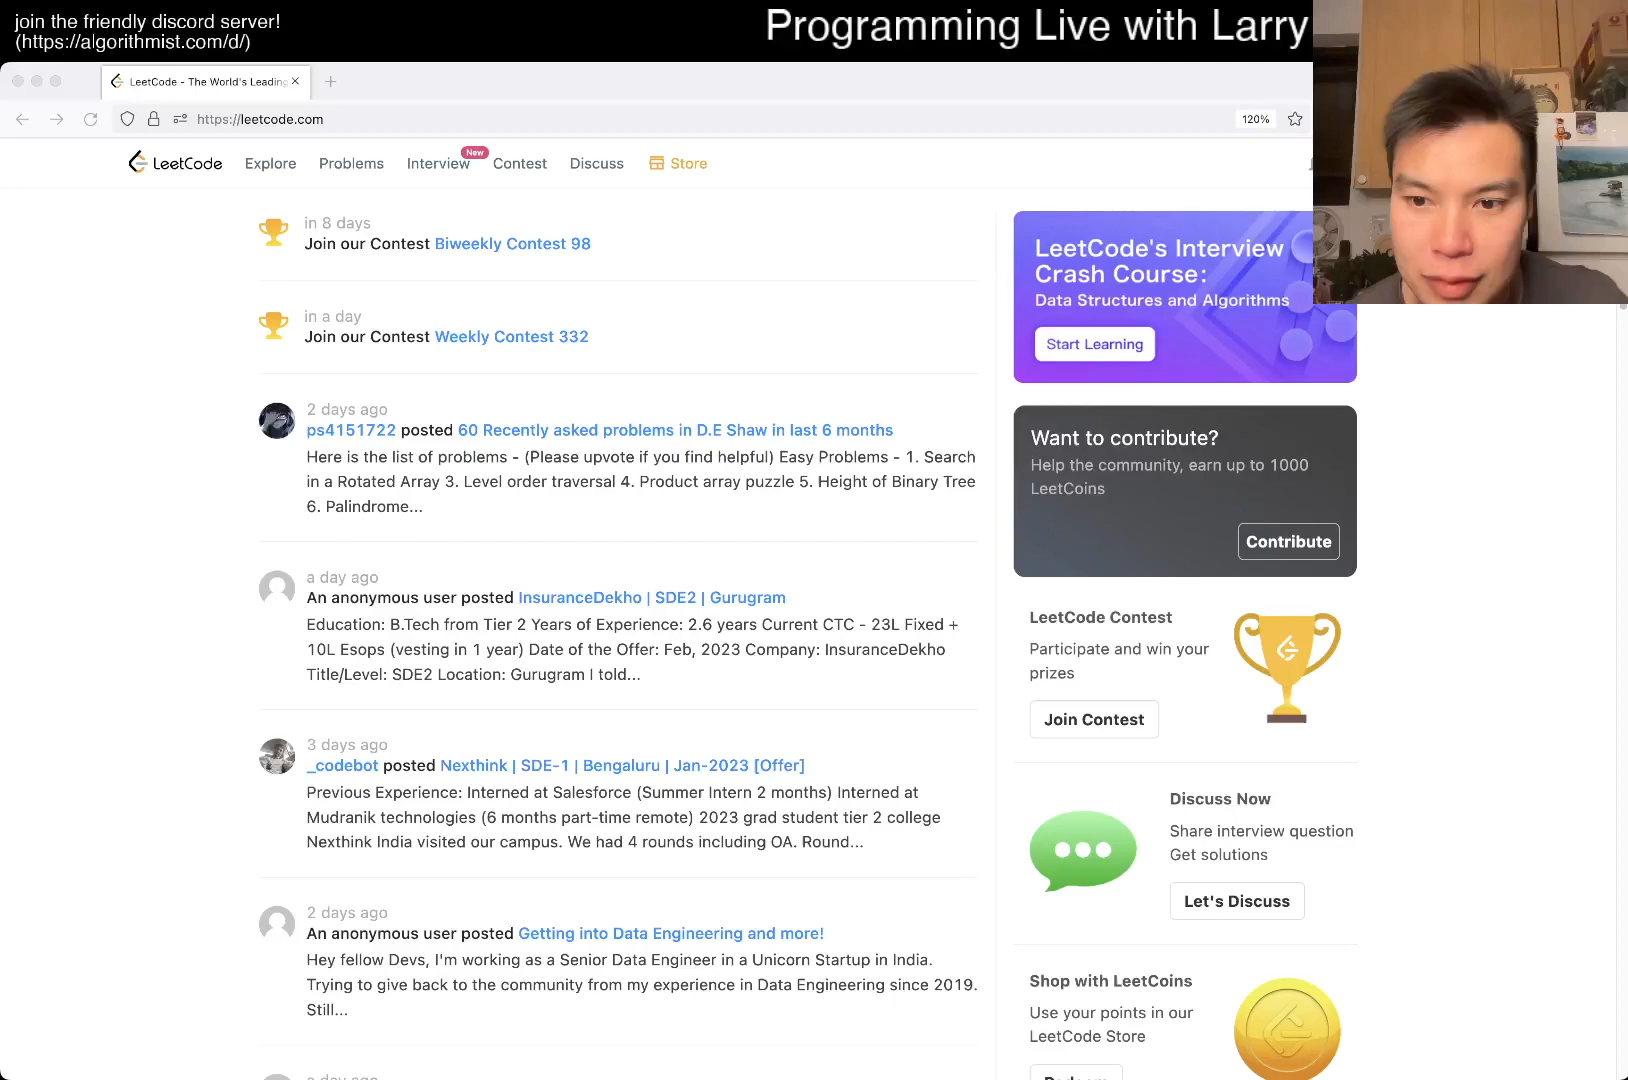 join the friendly discord server!
(https://algorithmist.com/d/)
Programming Live with Larry
LeetCode - The World's Leading
https://leetcode.com
120%
LeetCode
Explore
Problems
Interview
New
Contest
Discuss
Store
in 8 days
Join our Contest Biweekly Contest 98
in a day
Join our Contest Weekly Contest 332
2 days ago
ps4151722 posted 60 Recently asked problems in D.E Shaw in last 6 months
Here is the list of problems - (Please upvote if you find helpful) Easy Problems - 1. Search
in a Rotated Array 3. Level order traversal 4. Product array puzzle 5. Height of Binary Tree
6. Palindrome...
a day ago
An anonymous user posted InsuranceDekho | SDE2 | Gurugram
Education: B.Tech from Tier 2 Years of Experience: 2.6 years Current CTC - 23L Fixed +
10L Esops (vesting in 1 year) Date of the Offer: Feb, 2023 Company: InsuranceDekho
Title/Level: SDE2 Location: Gurugram I told...
3 days ago
_codebot posted Nexthink | SDE-1 | Bengaluru | Jan-2023 [Offer]
Previous Experience: Interned at Salesforce (Summer Intern 2 months) Interned at
Mudranik technologies (6 months part-time remote) 2023 grad student tier 2 college
Nexthink India visited our campus. We had 4 rounds including OA. Round...
2 days ago
An anonymous user posted Getting into Data Engineering and more!
Hey fellow Devs, I'm working as a Senior Data Engineer in a Unicorn Startup in India.
Trying to give back to the community from my experience in Data Engineering since 2019.
Still...
a day ago
LeetCode's Interview
Crash Course:
Data Structures and Algorithms
Start Learning
Want to contribute?
Help the community, earn up to 1000
LeetCoins
Contribute
LeetCode Contest
Participate and win your
prizes
Join Contest
Discuss Now
Share interview question
Get solutions
Let's Discuss
Shop with LeetCoins
Use your points in our
LeetCode Store